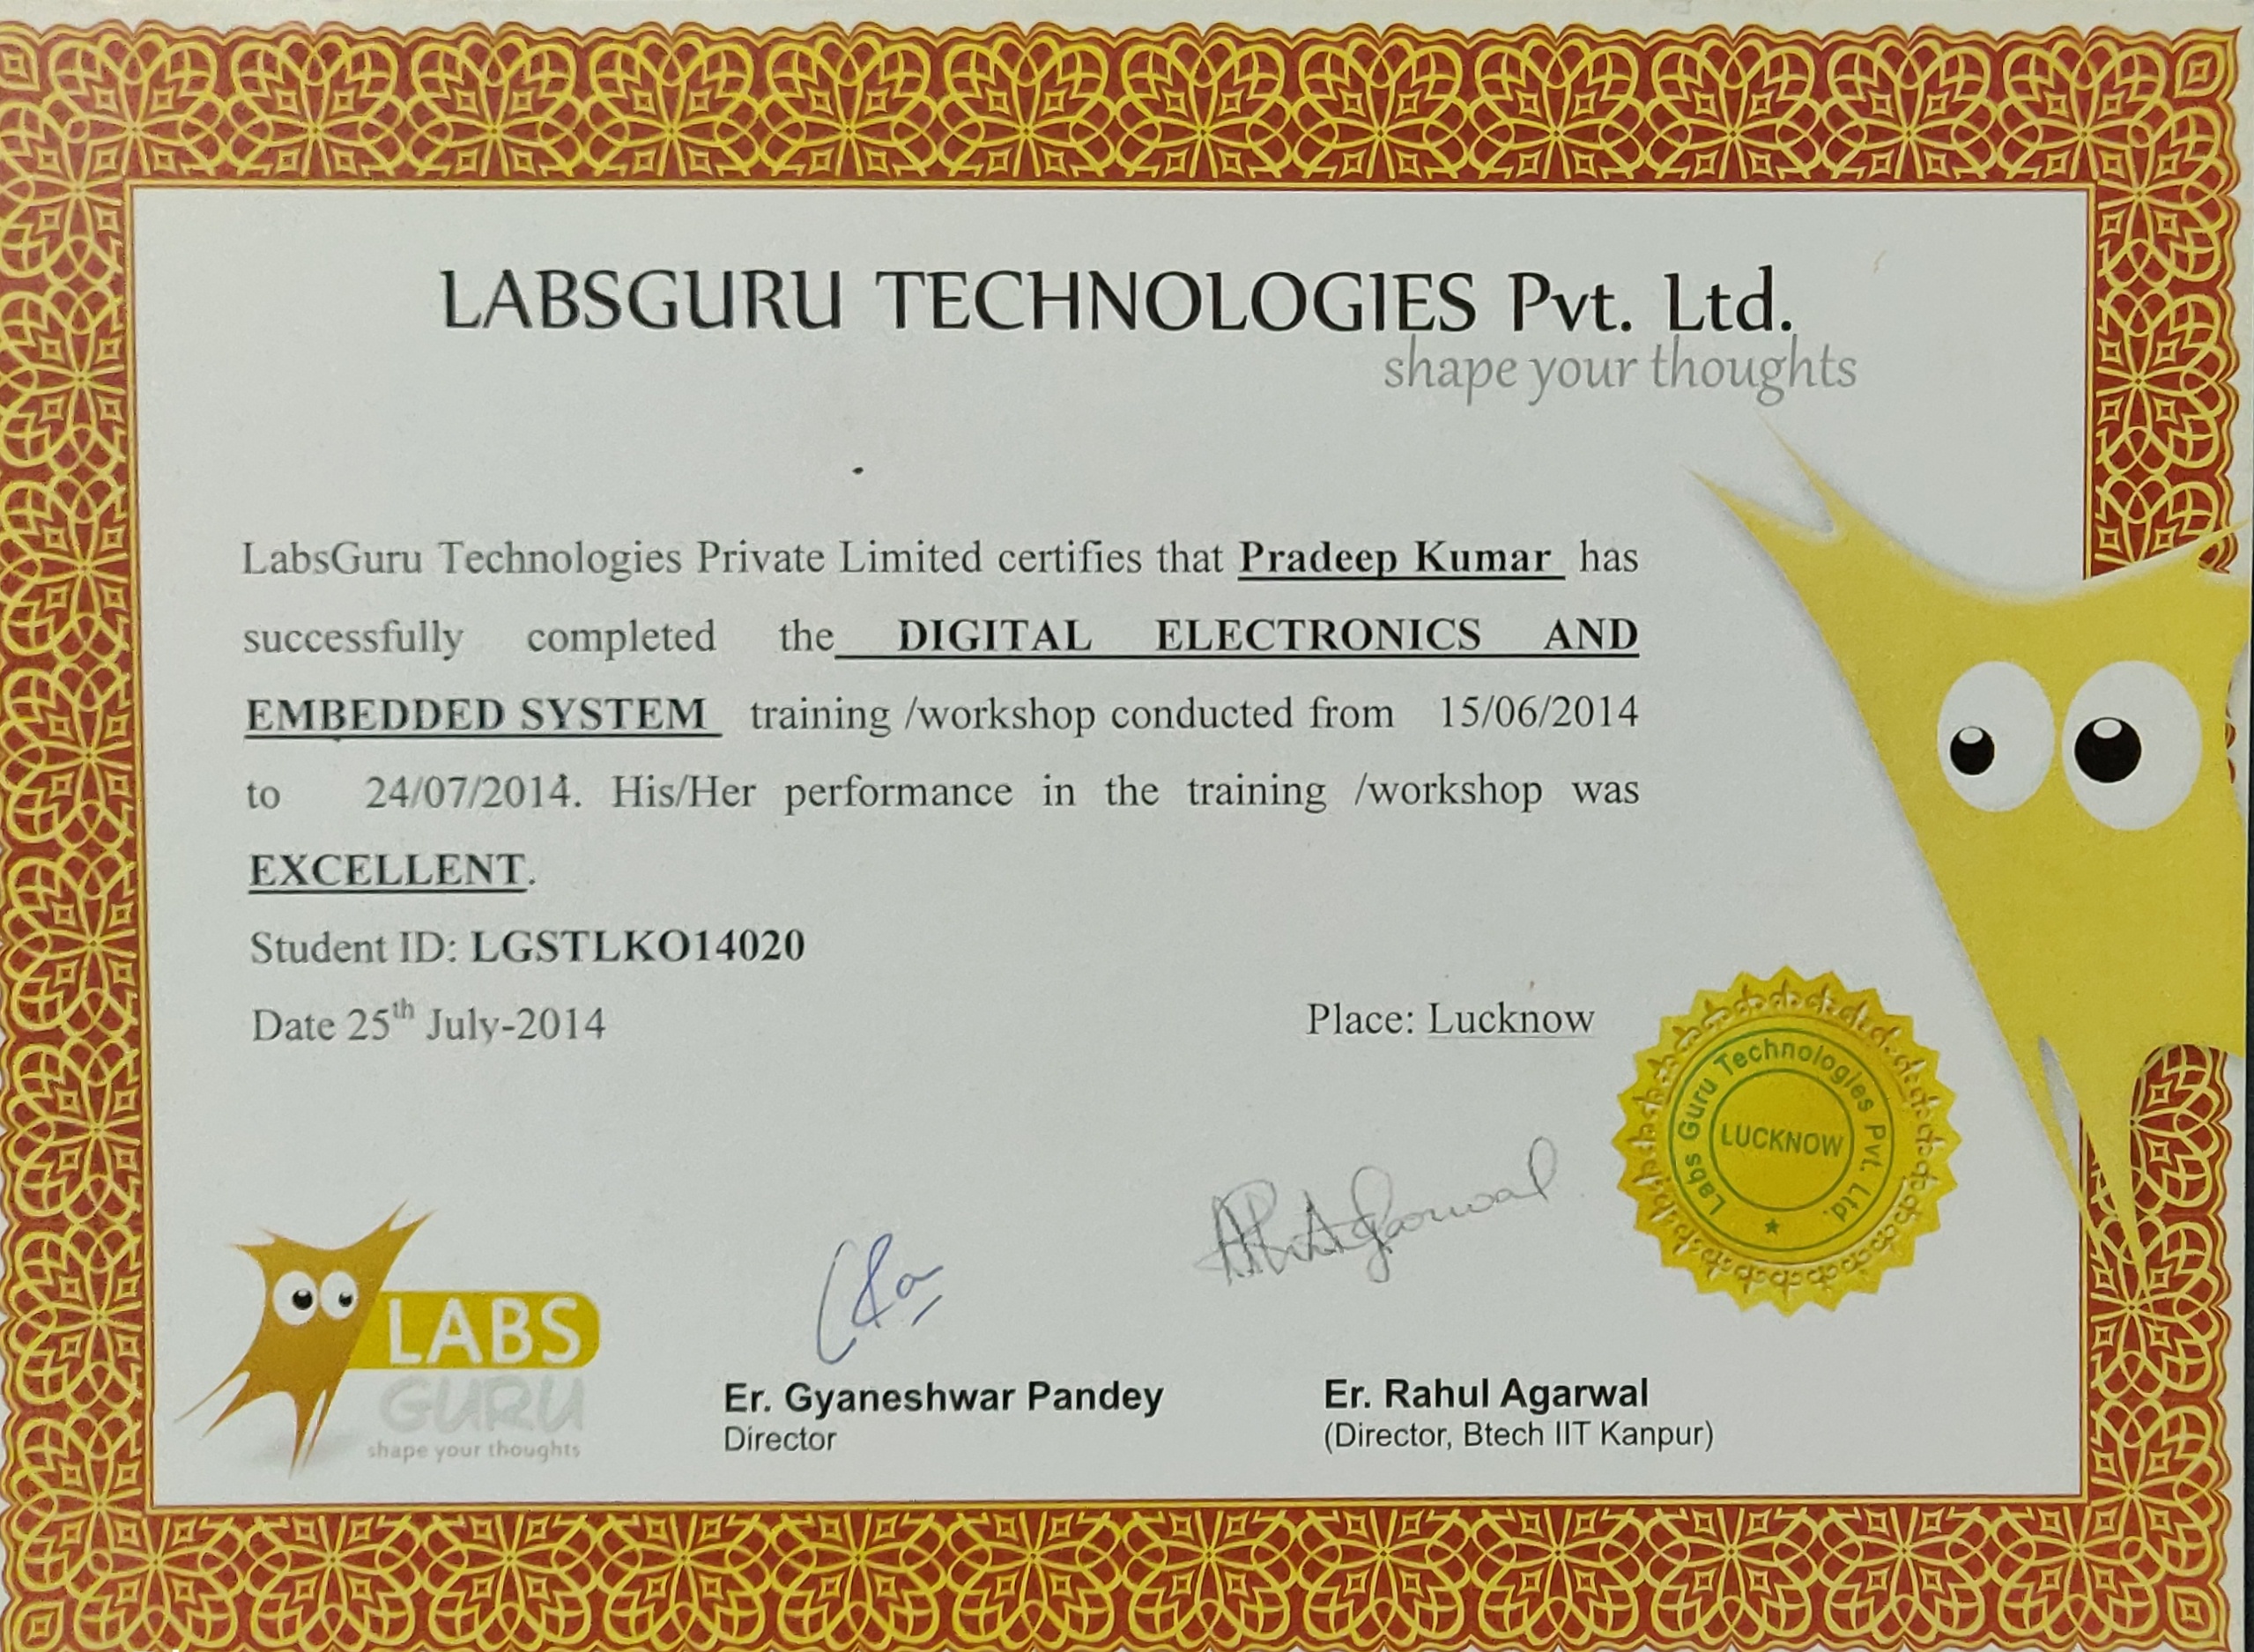 LABSGURU TECHNOLOGIES Pvt. Ltd.
shape your thoughts
LabsGuru Technologies Private Limited certifies that Pradeep Kumar has
successfully completed the DIGITAL ELECTRONICS AND
EMBEDDED SYSTEM training /workshop conducted from 15/06/2014
to 24/07/2014. His/Her performance in the training /workshop was
EXCELLENT.
Student ID: LGSTLKO14020
Date 25th July-2014
Place: Lucknow
Labs Guru Technologies Pvt. Ltd.
LUCKNOW
LABS
GURU
shape your thoughts
Agarwal
Er. Gyaneshwar Pandey
Director
Er. Rahul Agarwal
(Director, Btech IIT Kanpur)